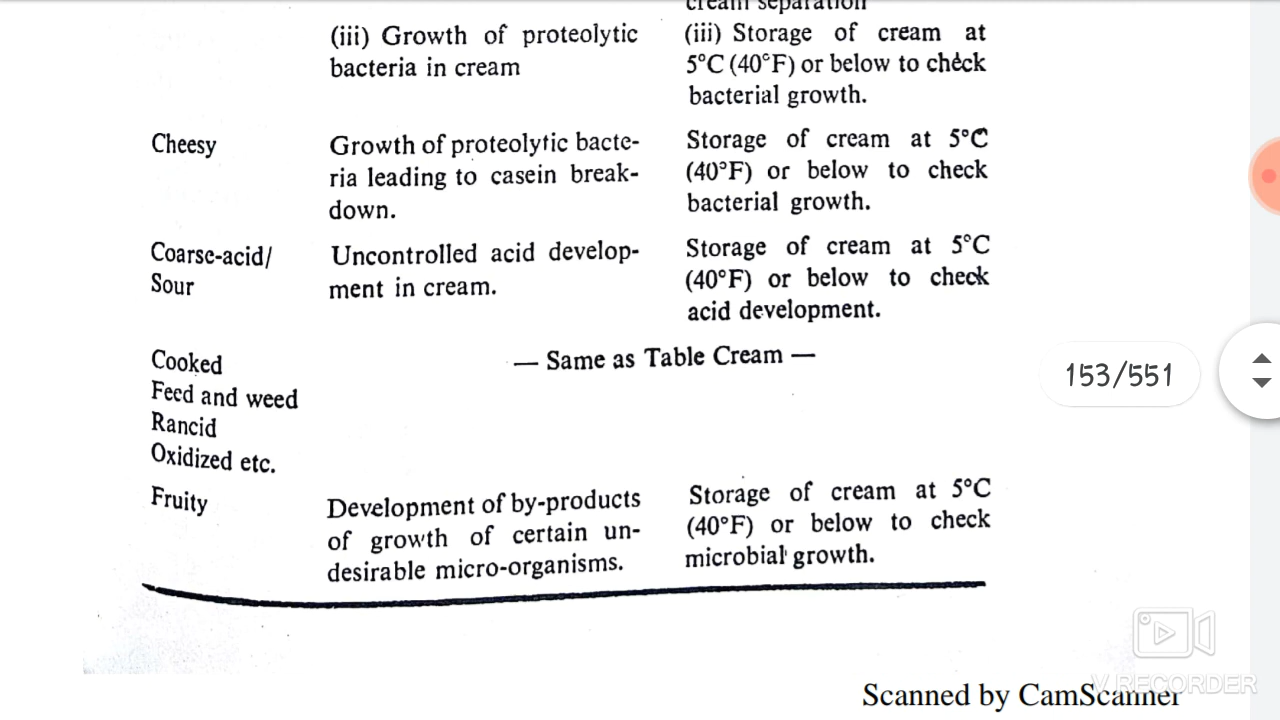 cream separation
(iii) Growth of proteolytic
bacteria in cream
(iii) Storage of cream at
5°C (40°F) or below to check
bacterial growth.
Cheesy
Growth of proteolytic bacte-
ria leading to casein break-
down.
Storage of cream at 5°C
(40°F) or below to check
bacterial growth.
Coarse-acid/
Sour
Uncontrolled acid develop-
ment in cream.
Storage of cream at 5°C
(40°F) or below to check
acid development.
Cooked
Feed and weed
Rancid
Oxidized etc.
— Same as Table Cream —
153/551
Fruity
Development of by-products
of growth of certain un-
desirable micro-organisms.
Storage of cream at 5°C
(40°F) or below to check
microbial growth.
V RECORDER
Scanned by CamScanner